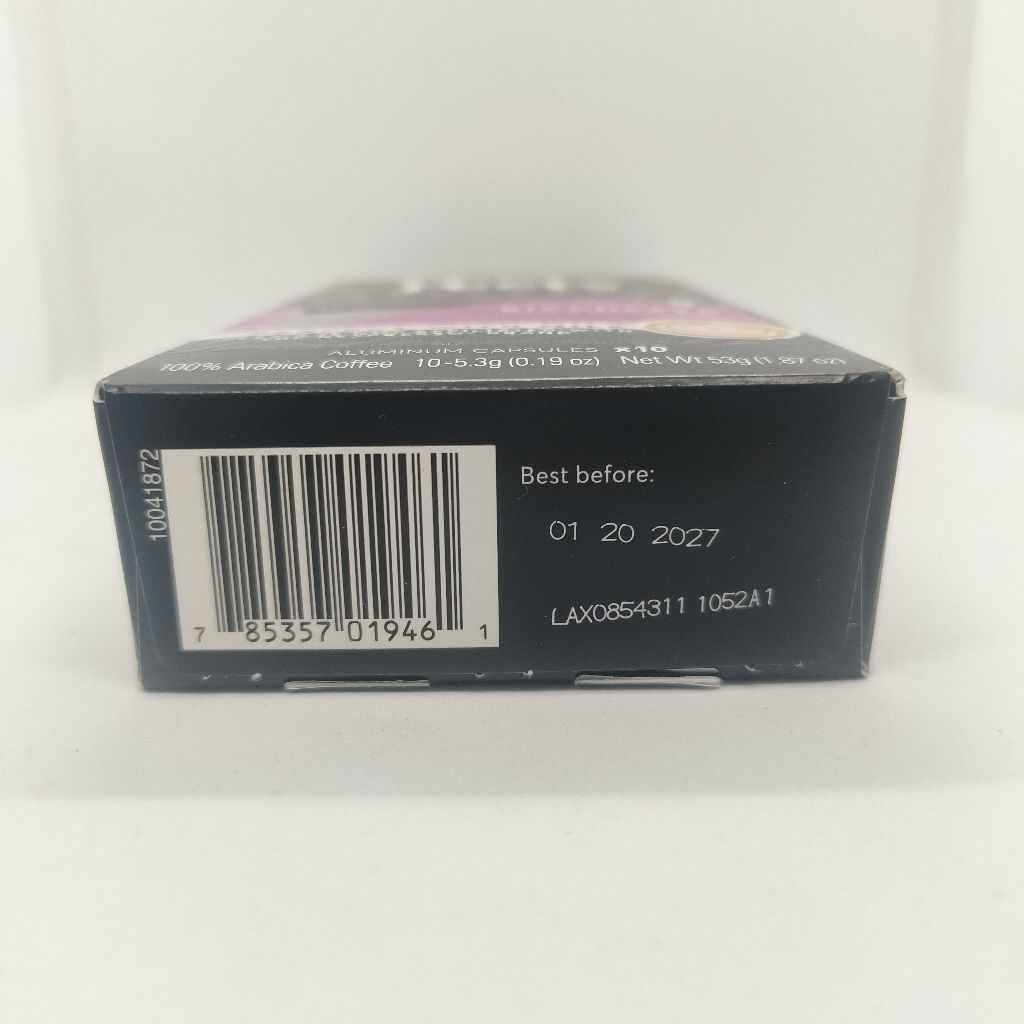 ALUMINUM CAPSULES x10
100% Arabica Coffee 10-5.3g (0.19 oz) Net Wt 53g (1.87 oz)
10041872
7 85357 01946 1
Best before:
01 20 2027
LAX0854311 1052A1